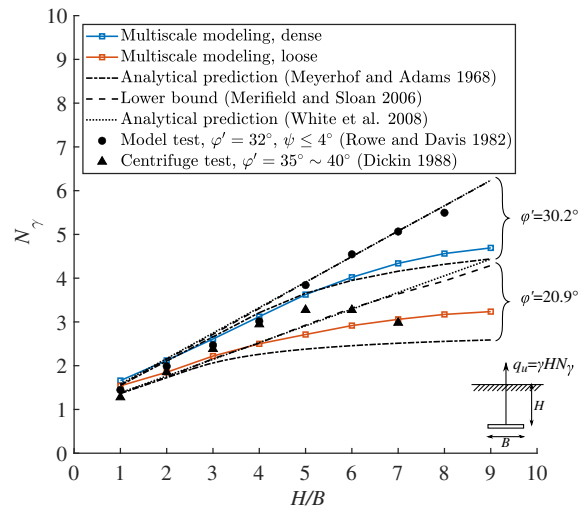 10
9
8
7
6
5
4
3
2
1
0
N_γ
Multiscale modeling, dense
Multiscale modeling, loose
Analytical prediction (Meyerhof and Adams 1968)
Lower bound (Merifield and Sloan 2006)
Analytical prediction (White et al. 2008)
Model test, φ′ = 32°, ψ ≤ 4° (Rowe and Davis 1982)
Centrifuge test, φ′ = 35° ∼ 40° (Dickin 1988)
φ'=30.2°
φ'=20.9°
q_u=γHN_γ
H
B
0 1 2 3 4 5 6 7 8 9 10
H/B